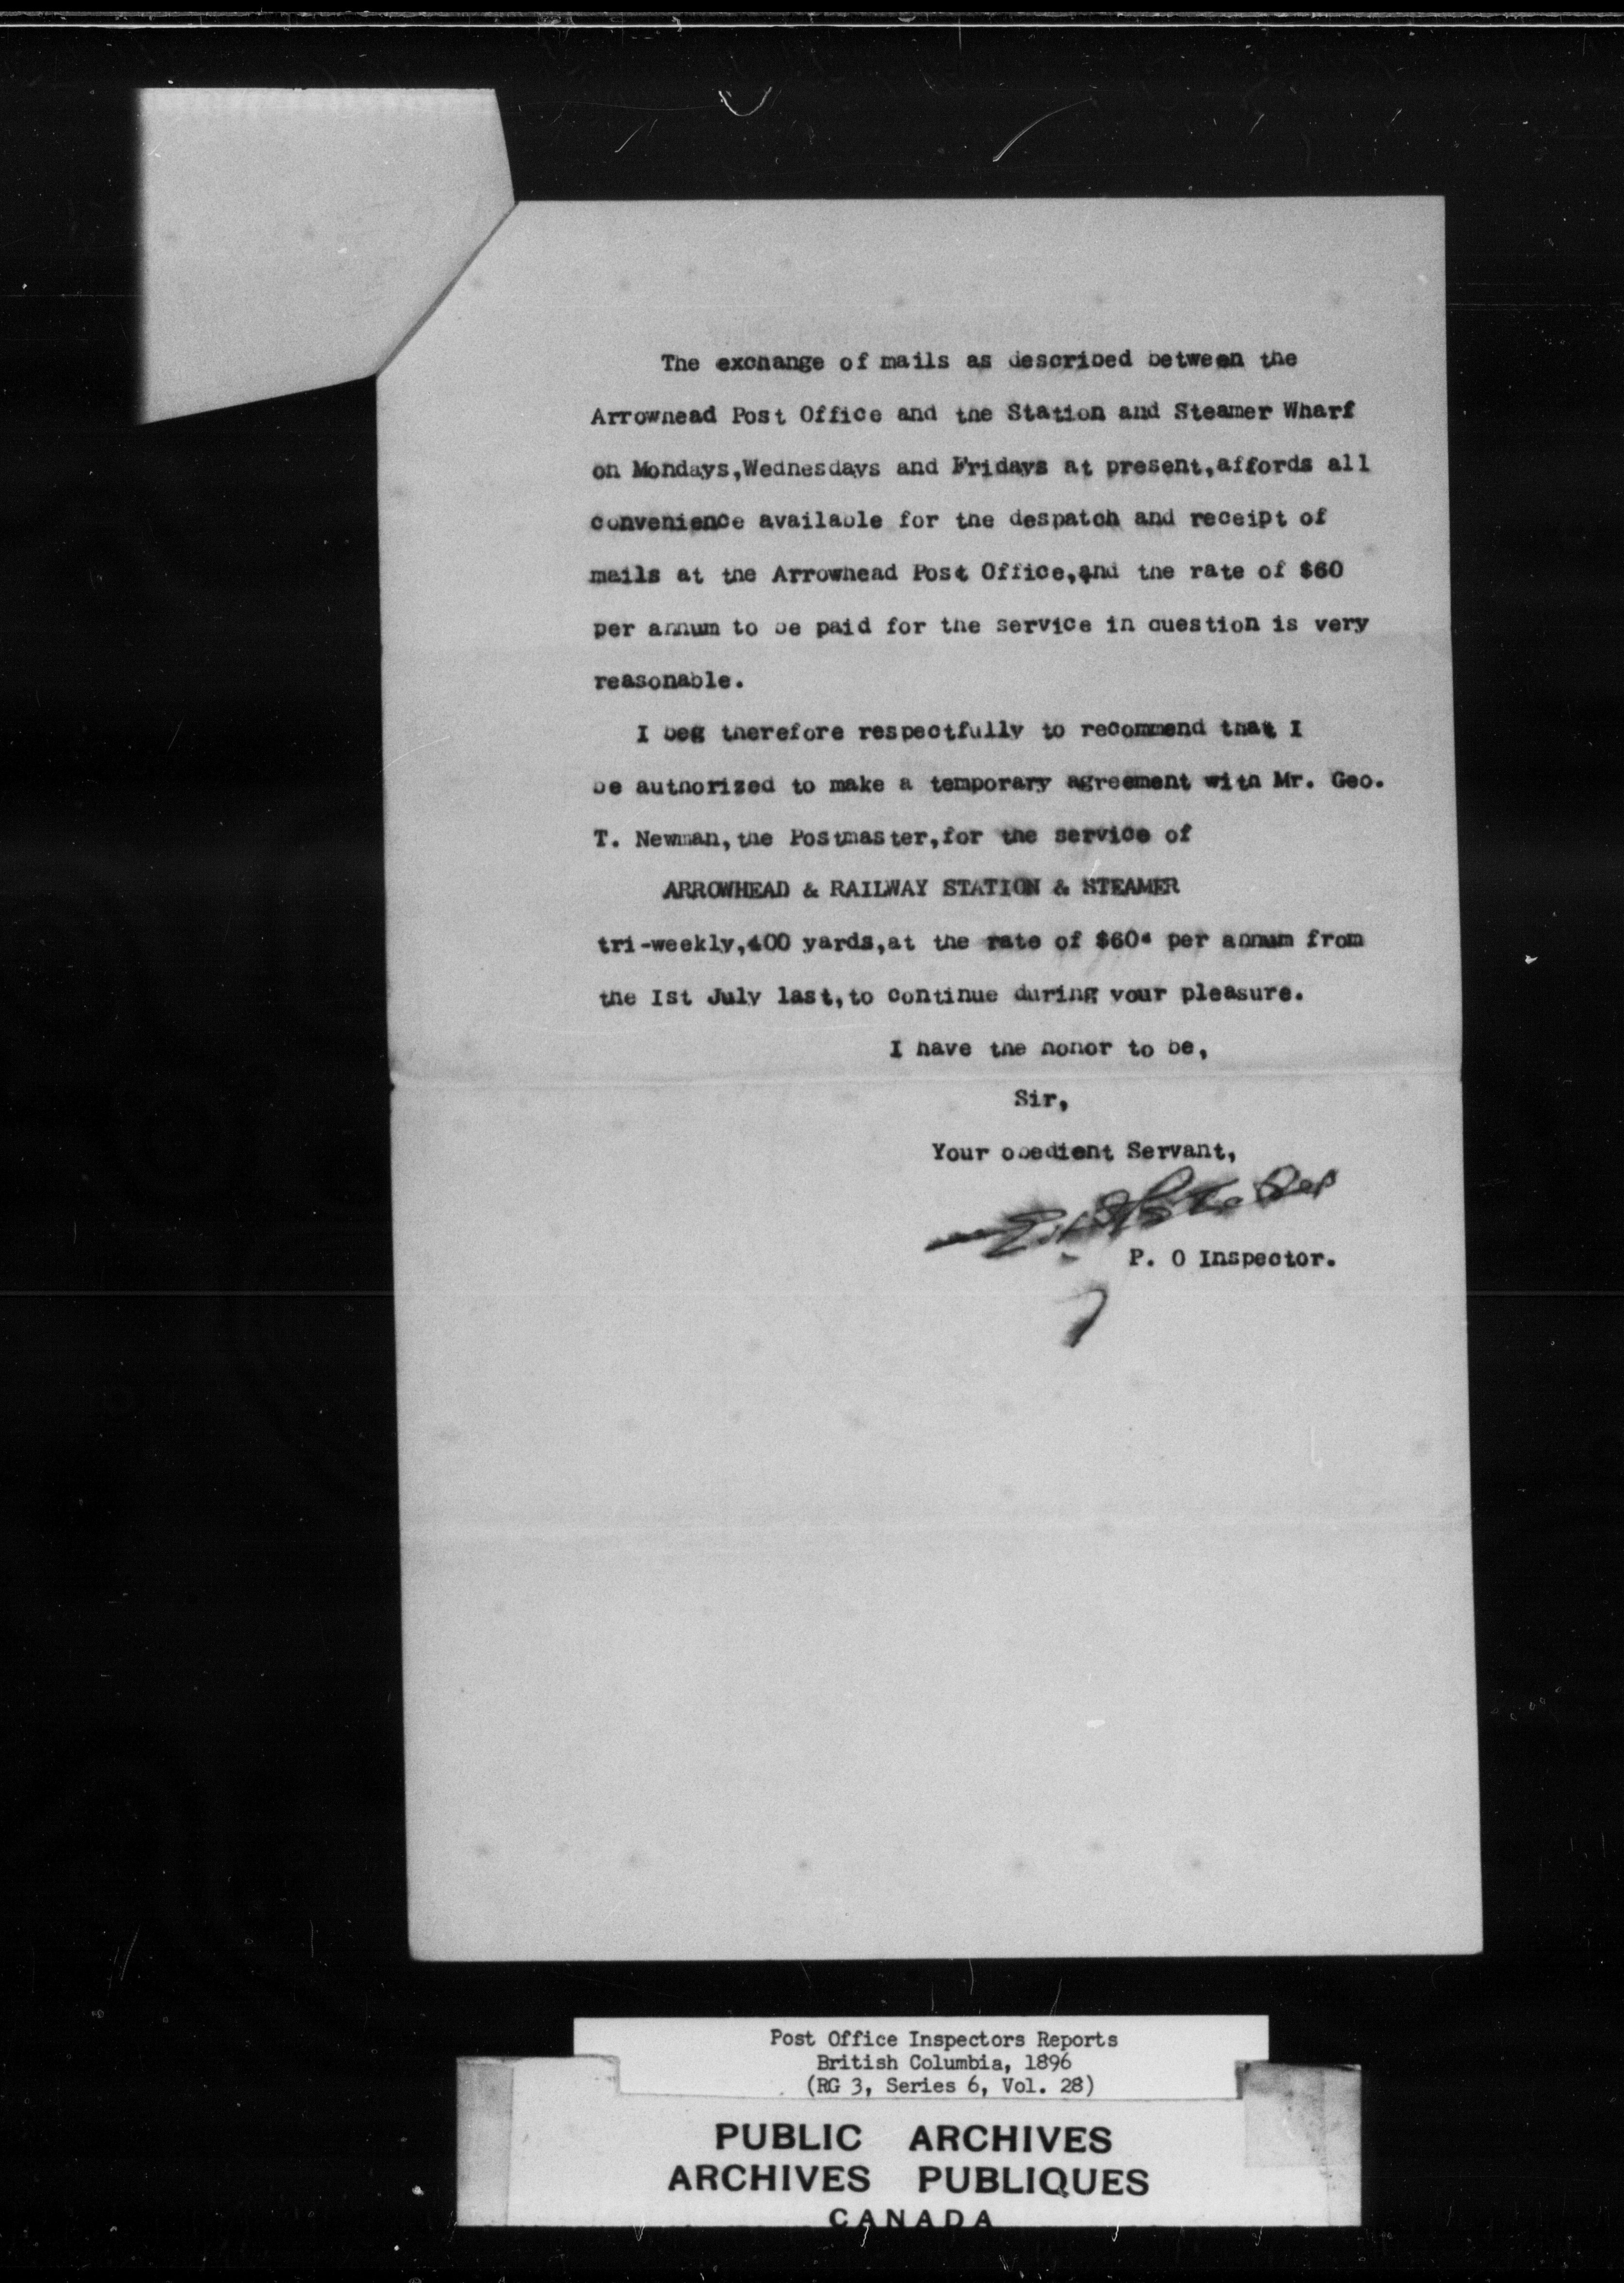 The exchange of mails as described between the
Arrowhead Post Office and the Station and Steamer Wharf
on Mondays,Wednesdays and Fridays at present,affords all
convenience available for the despatch and receipt of
mails at the Arrowhead Post Office,and the rate of $60
per annum to be paid for the service in question is very
reasonable.
I beg therefore respectfully to recommend that I
be authorized to make a temporary agreement with Mr. Geo.
T. Newman,the Postmaster,for the service of
ARROWHEAD & RAILWAY STATION & STEAMER
tri-weekly,400 yards,at the rate of $60. per annum from
the Ist July last,to continue during your pleasure.
I have the honor to be,
Sir,
Your obedient Servant,
P. O Inspector.
Post Office Inspectors Reports
British Columbia, 1896
(RG 3, Series 6, Vol. 28)
PUBLIC ARCHIVES
ARCHIVES PUBLIQUES
CANADA